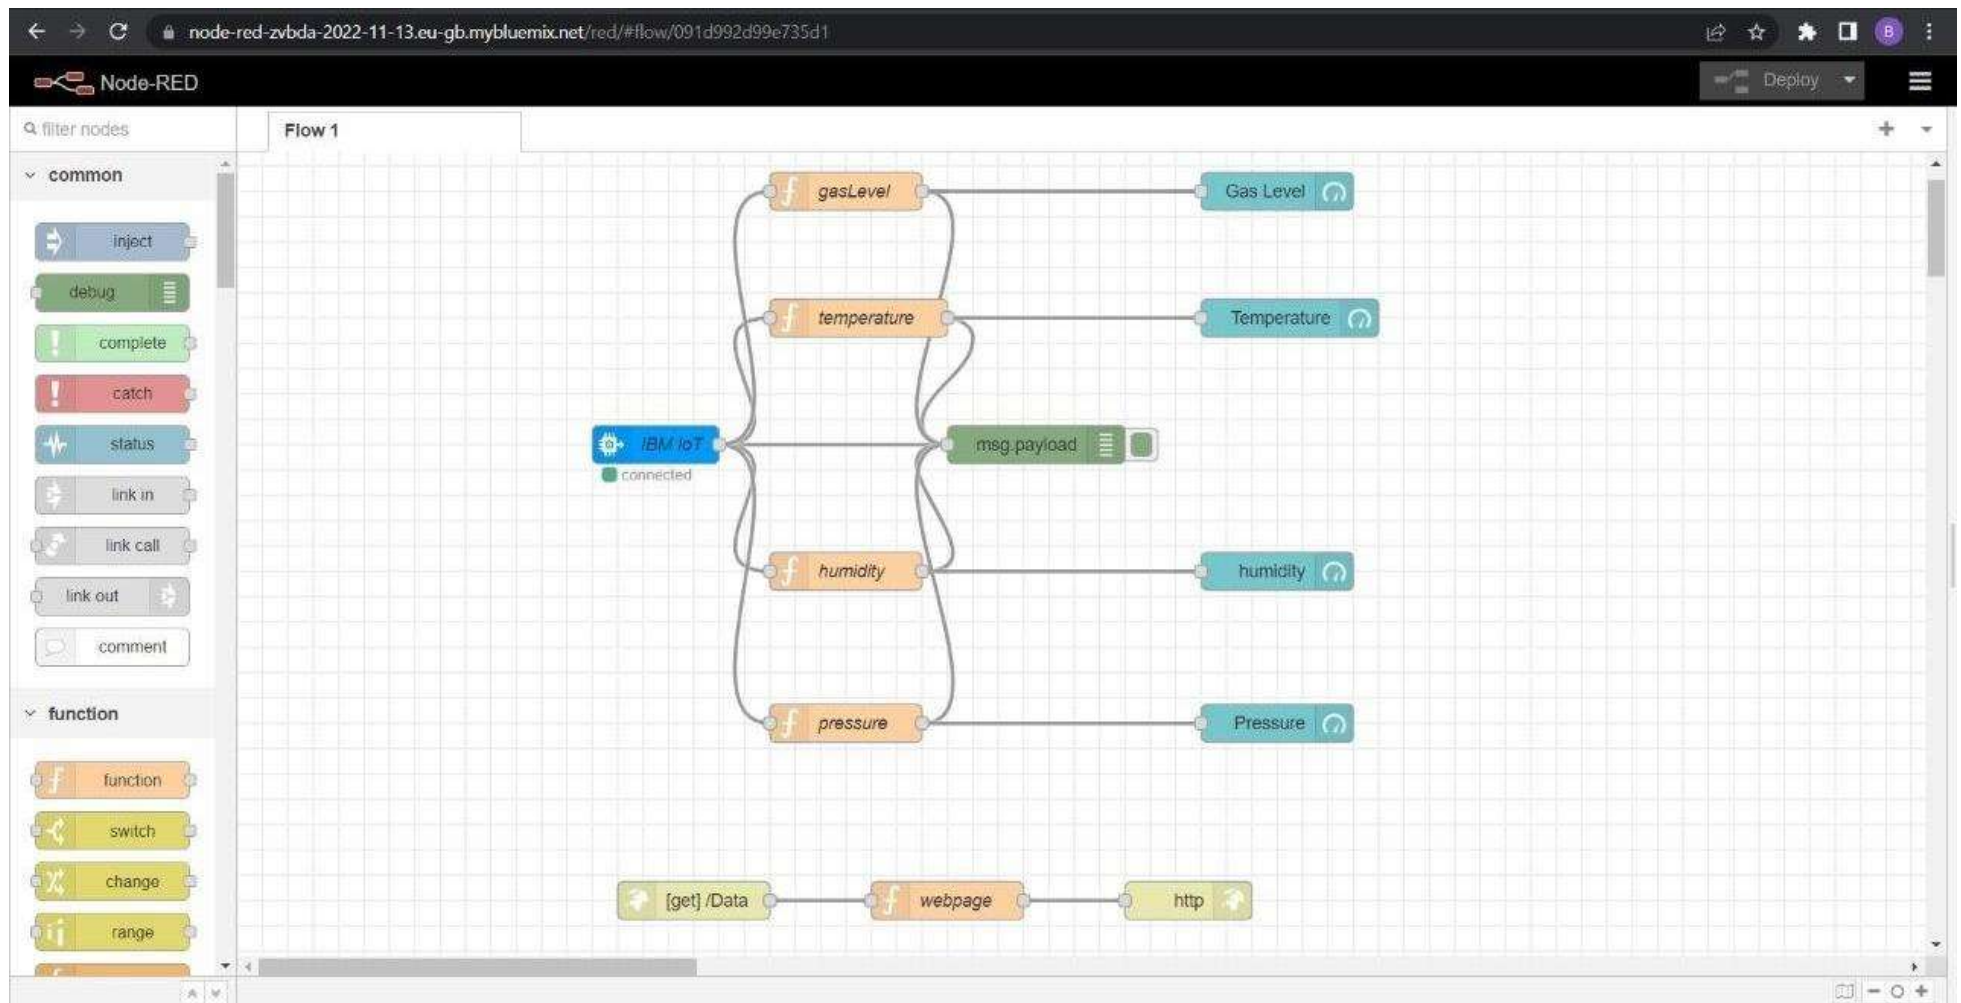 node-red-zvbda-2022-11-13.eu-gb.mybluemix.net/red/#flow/091d992d99e735d1
B
Node-RED
Deploy
filter nodes
Flow 1
common
inject
debug
complete
catch
status
link in
link call
link out
comment
function
function
switch
change
range
gasLevel
Gas Level
temperature
Temperature
IBM IoT
connected
msg.payload
humidity
humidity
pressure
Pressure
[get] /Data
webpage
http